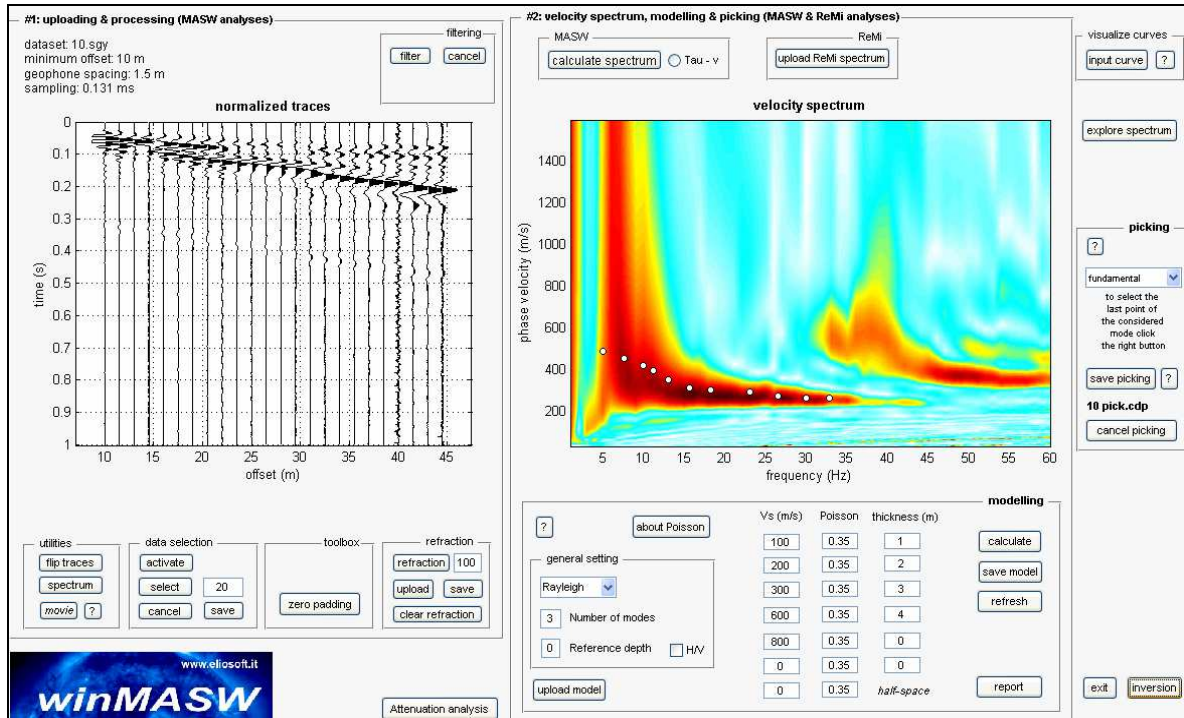 #1: uploading & processing (MASW analyses)
dataset: 10.sgy
minimum offset: 10 m
geophone spacing: 1.5 m
sampling: 0.131 ms
filtering
filter cancel
normalized traces
0
0.1
0.2
0.3
0.4
0.5
0.6
0.7
0.8
0.9
1
time (s)
10 15 20 25 30 35 40 45
offset (m)
utilities
flip traces
spectrum
movie ?
data selection
activate
select 20
cancel save
toolbox
zero padding
refraction
refraction 100
upload save
clear refraction
www.eliosoft.it
winMASW
Attenuation analysis
#2: velocity spectrum, modelling & picking (MASW & ReMi analyses)
MASW
calculate spectrum Tau - v
ReMi
upload ReMi spectrum
velocity spectrum
1400
1200
1000
800
600
400
200
phase velocity (m/s)
5 10 15 20 25 30 35 40 45 50 55 60
frequency (Hz)
modelling
? about Poisson
general setting
Rayleigh
3 Number of modes
0 Reference depth H/V
upload model
Vs (m/s) Poisson thickness (m)
100 0.35 1
200 0.35 2
300 0.35 3
600 0.35 4
800 0.35 0
0 0.35 0
0 0.35 half-space
calculate
save model
refresh
report
visualize curves
input curve ?
explore spectrum
picking
?
fundamental
to select the
last point of
the considered
mode click
the right button
save picking ?
10 pick.cdp
cancel picking
exit inversion